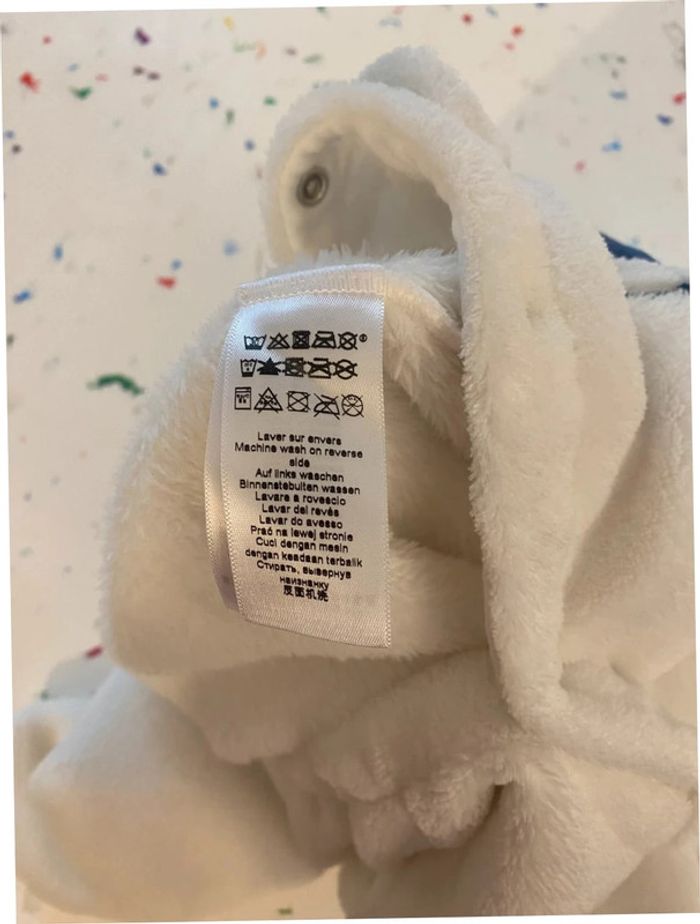 Laver sur envers
Machine wash on reverse
side
Auf links waschen
Binnenstebuiten wassen
Lavare a rovescio
Lavar del revés
Lavar do avesso
Prać na lewej stronie
Cuci dengan mesin
dengan keadaan terbalik
Стирать, вывернув
наизнанку
反面机洗